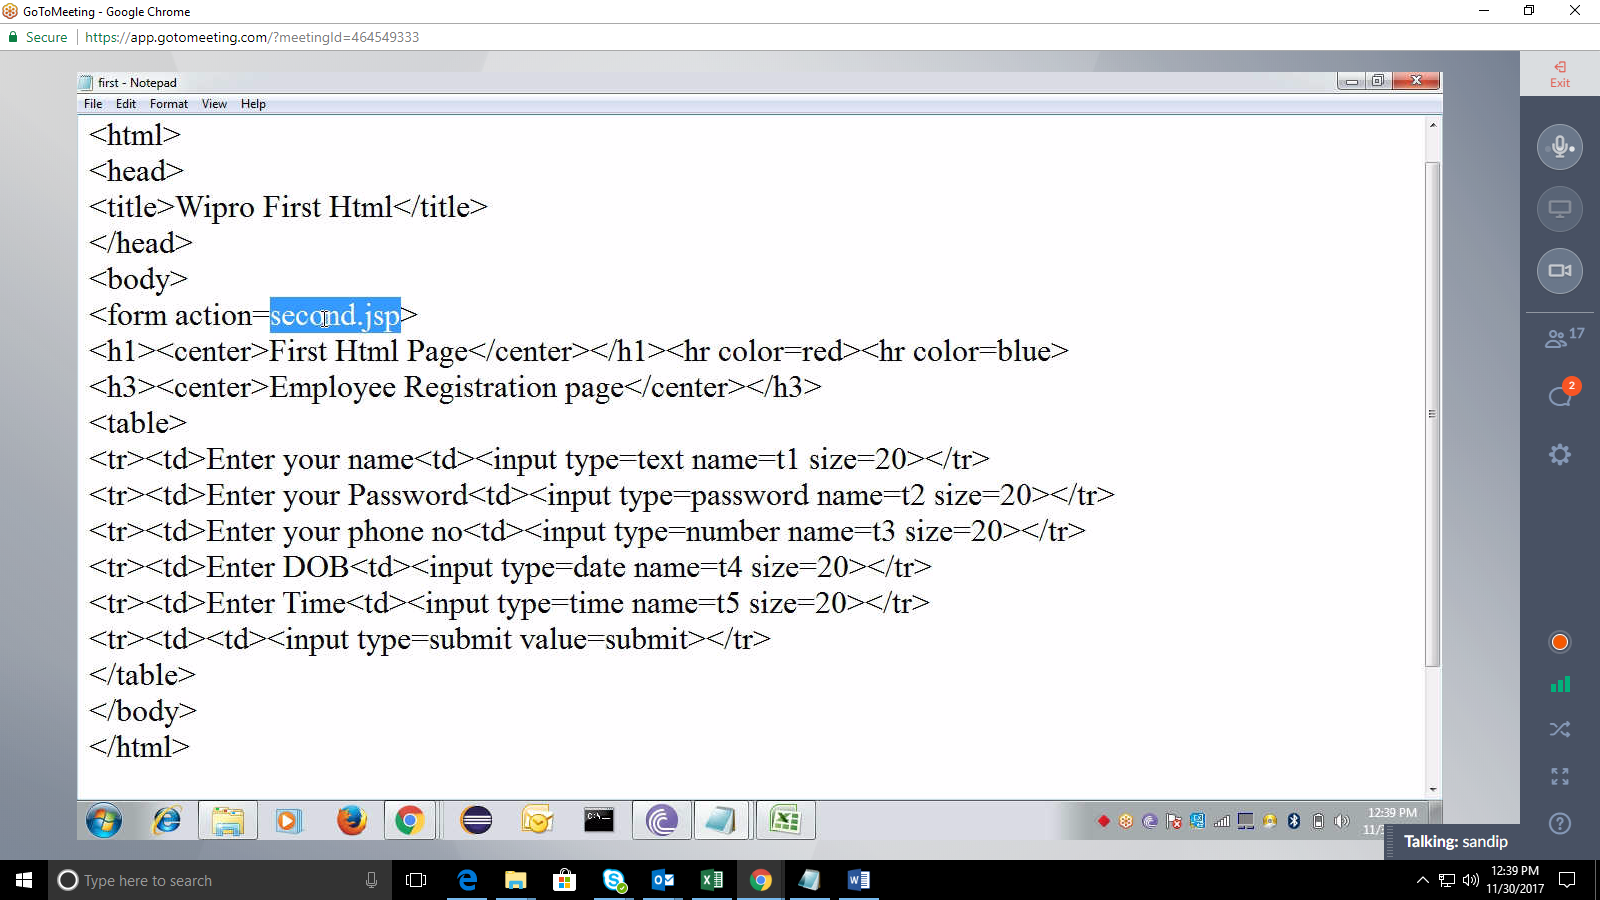 GoToMeeting - Google Chrome
Secure https://app.gotomeeting.com/?meetingId=464549333
Exit
first - Notepad
File Edit Format View Help
<html>
<head>
<title>Wipro First Html</title>
</head>
<body>
<form action=second.jsp>
<h1><center>First Html Page</center></h1><hr color=red><hr color=blue>
<h3><center>Employee Registration page</center></h3>
<table>
<tr><td>Enter your name<td><input type=text name=t1 size=20></tr>
<tr><td>Enter your Password<td><input type=password name=t2 size=20></tr>
<tr><td>Enter your phone no<td><input type=number name=t3 size=20></tr>
<tr><td>Enter DOB<td><input type=date name=t4 size=20></tr>
<tr><td>Enter Time<td><input type=time name=t5 size=20></tr>
<tr><td><td><input type=submit value=submit></tr>
</table>
</body>
</html>
17
2
12:39 PM
Talking: sandip
Type here to search
12:39 PM
11/30/2017